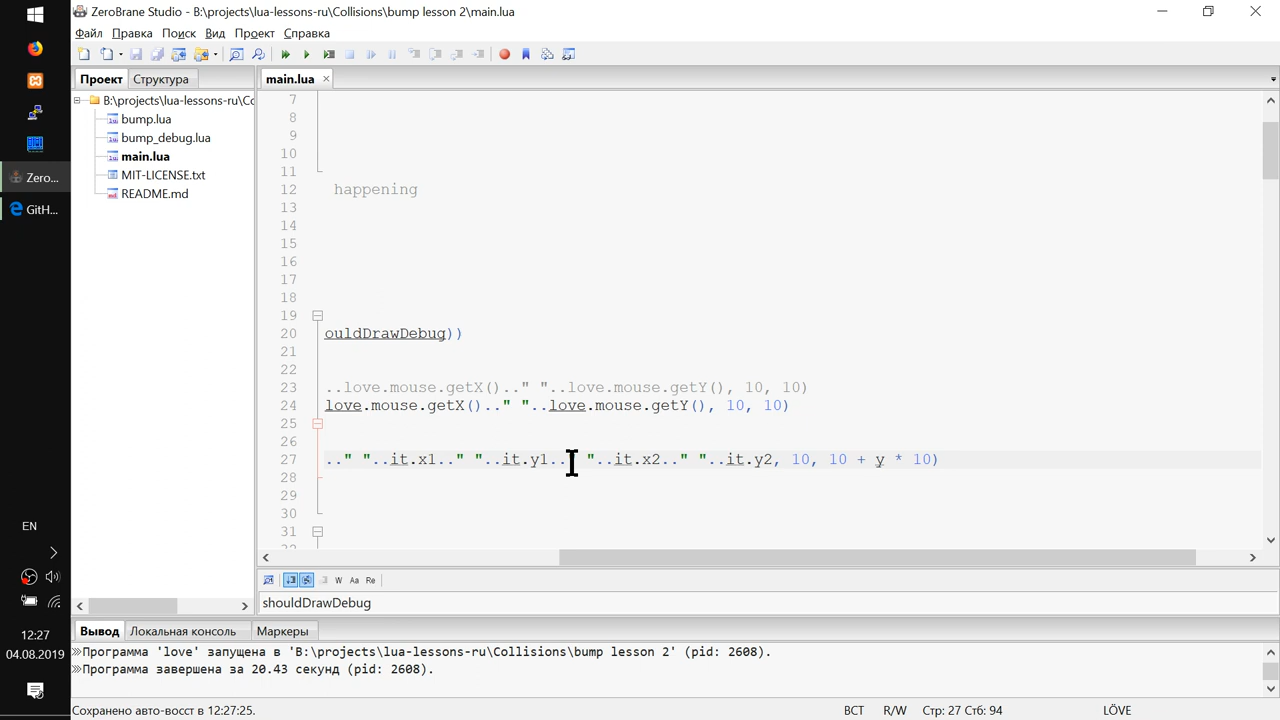 ZeroBrane Studio - B:\projects\lua-lessons-ru\Collisions\bump lesson 2\main.lua
Файл Правка Поиск Вид Проект Справка
Проект Структура
main.lua
B:\projects\lua-lessons-ru\Cc
bump.lua
bump_debug.lua
main.lua
MIT-LICENSE.txt
README.md
Zero...
GitH...
7
8
9
10
11
12 happening
13
14
15
16
17
18
19
20 ouldDrawDebug))
21
22
23 ..love.mouse.getX().." "..love.mouse.getY(), 10, 10)
24 love.mouse.getX().." "..love.mouse.getY(), 10, 10)
25
26
27 .." "..it.x1.." "..it.y1.. "..it.x2.." "..it.y2, 10, 10 + y * 10)
28
29
30
31
32
W Aa Re
shouldDrawDebug
Вывод Локальная консоль Маркеры
Программа 'love' запущена в 'B:\projects\lua-lessons-ru\Collisions\bump lesson 2' (pid: 2608).
Программа завершена за 20.43 секунд (pid: 2608).
Сохранено авто-восст в 12:27:25.
ВСТ R/W Стр: 27 Стб: 94 LÖVE
EN
12:27
04.08.2019